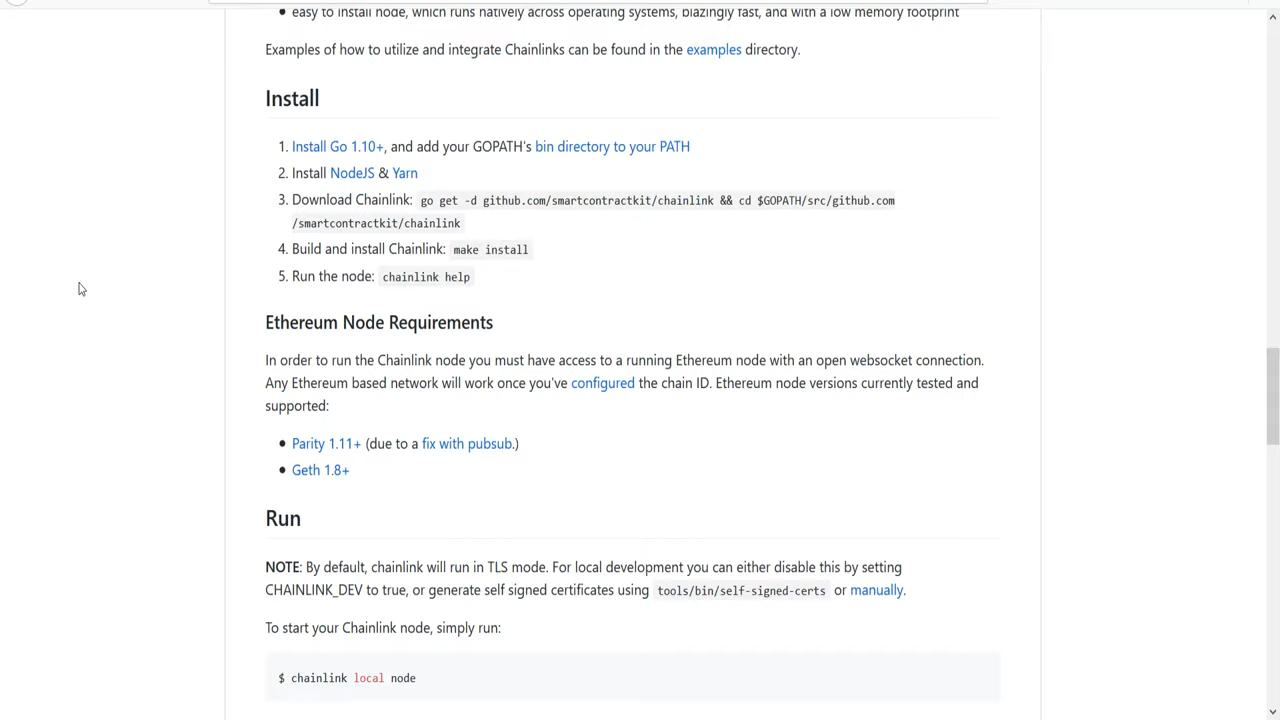 • easy to install node, which runs natively across operating systems, blazingly fast, and with a low memory footprint
Examples of how to utilize and integrate Chainlinks can be found in the examples directory.
Install
1. Install Go 1.10+, and add your GOPATH's bin directory to your PATH
2. Install NodeJS & Yarn
3. Download Chainlink: go get -d github.com/smartcontractkit/chainlink && cd $GOPATH/src/github.com
/smartcontractkit/chainlink
4. Build and install Chainlink: make install
5. Run the node: chainlink help
Ethereum Node Requirements
In order to run the Chainlink node you must have access to a running Ethereum node with an open websocket connection.
Any Ethereum based network will work once you've configured the chain ID. Ethereum node versions currently tested and
supported:
• Parity 1.11+ (due to a fix with pubsub.)
• Geth 1.8+
Run
NOTE: By default, chainlink will run in TLS mode. For local development you can either disable this by setting
CHAINLINK_DEV to true, or generate self signed certificates using tools/bin/self-signed-certs or manually.
To start your Chainlink node, simply run:
$ chainlink local node